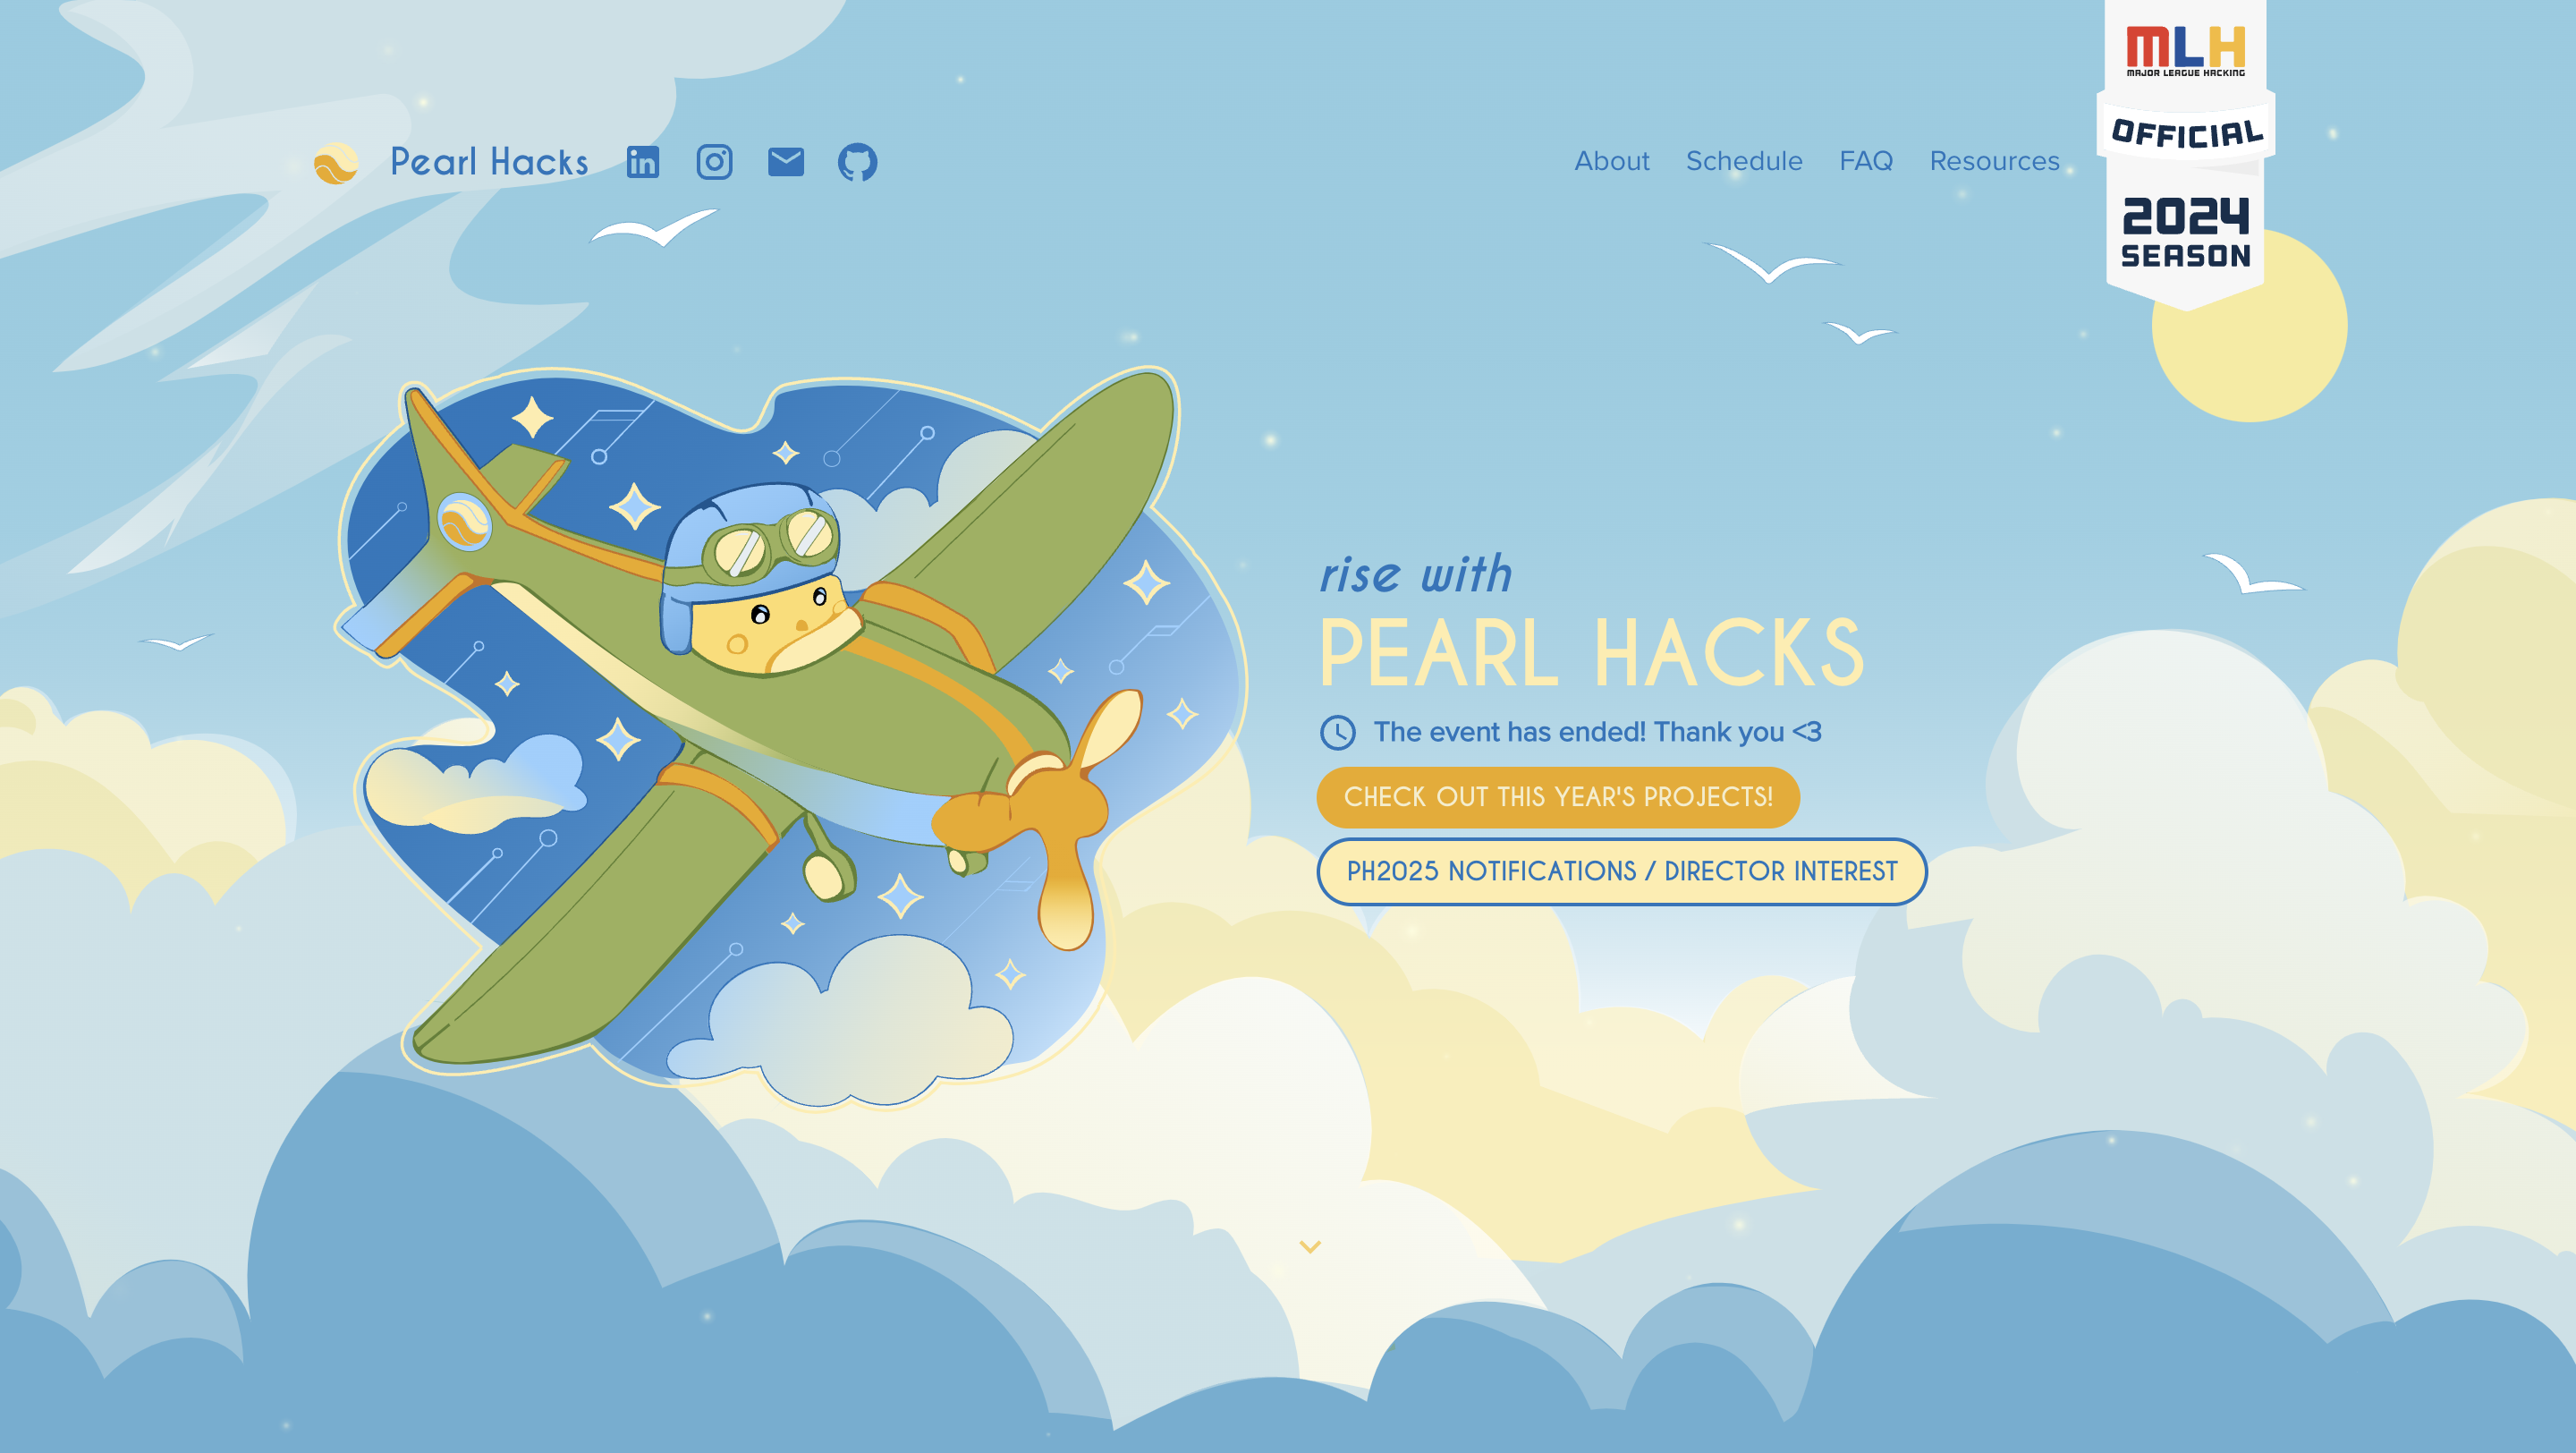 MLH
MAJOR LEAGUE HACKING
OFFICIAL
2024
SEASON
Pearl Hacks
About Schedule FAQ Resources
rise with
PEARL HACKS
The event has ended! Thank you <3
CHECK OUT THIS YEAR'S PROJECTS!
PH2025 NOTIFICATIONS / DIRECTOR INTEREST